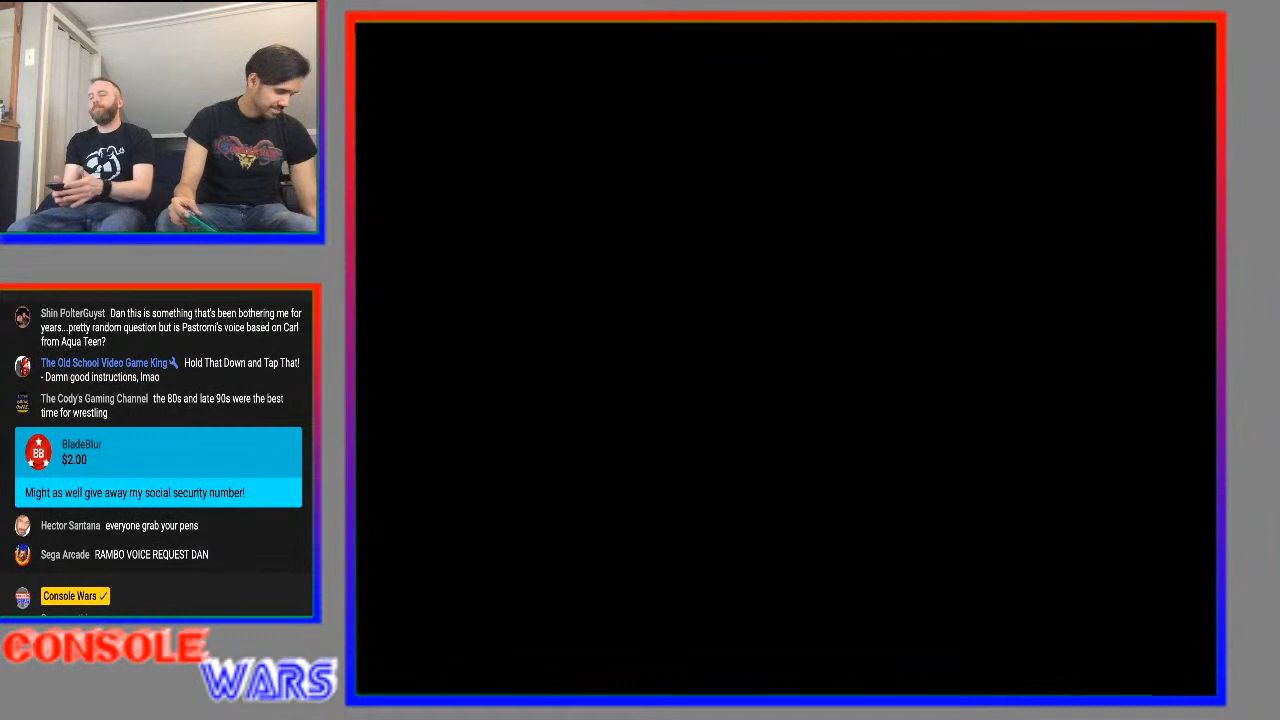 Shin PolterGuyst Dan this is something that's been bothering me for
years...pretty random question but is Pastromi's voice based on Carl
from Aqua Teen?
The Old School Video Game King Hold That Down and Tap That!
- Damn good instructions, lmao
The Cody's Gaming Channel the 80s and late 90s were the best
time for wrestling
BB
BladeBlur
$2.00
Might as well give away my social security number!
Hector Santana everyone grab your pens
Sega Arcade RAMBO VOICE REQUEST DAN
Console Wars
CONSOLE
WARS